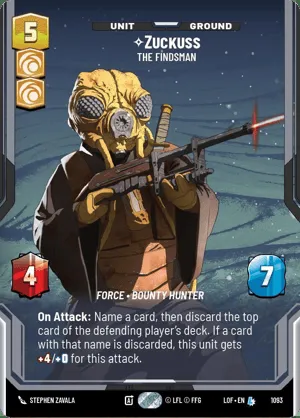 UNIT GROUND
5
✧ZUCKUSS
THE FINDSMAN
4
7
FORCE • BOUNTY HUNTER
On Attack: Name a card, then discard the top
card of the defending player's deck. If a card
with that name is discarded, this unit gets
+4/+0 for this attack.
STEPHEN ZAVALA © LFL © FFG LOF • EN 1093